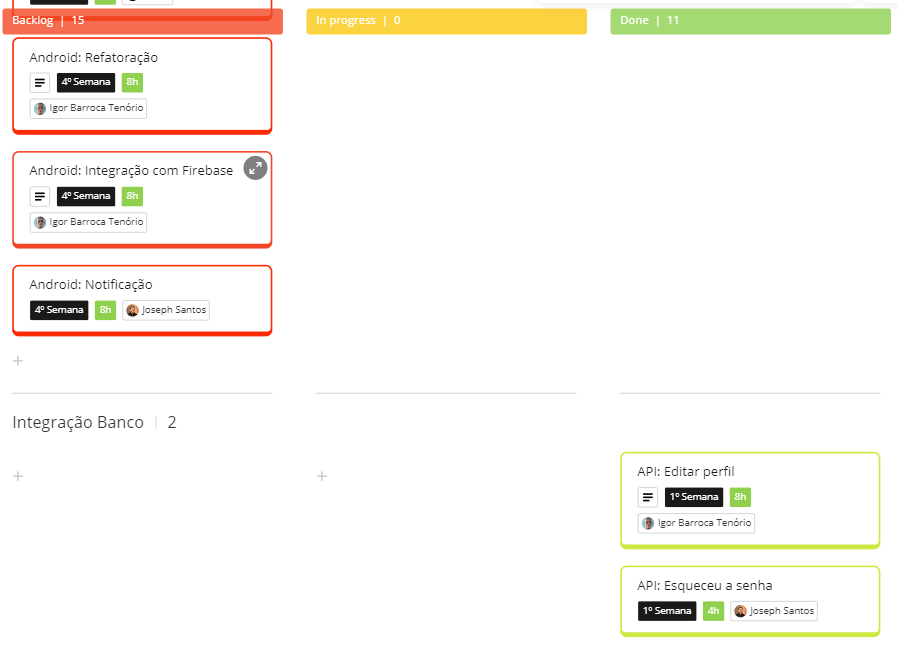 Backlog | 15
In progress | 0
Done | 11
Android: Refatoração
4º Semana 8h
Igor Barroca Tenório
Android: Integração com Firebase
4º Semana 8h
Igor Barroca Tenório
Android: Notificação
4º Semana 8h Joseph Santos
+
Integração Banco | 2
+
+
API: Editar perfil
1º Semana 8h
Igor Barroca Tenório
API: Esqueceu a senha
1º Semana 4h Joseph Santos